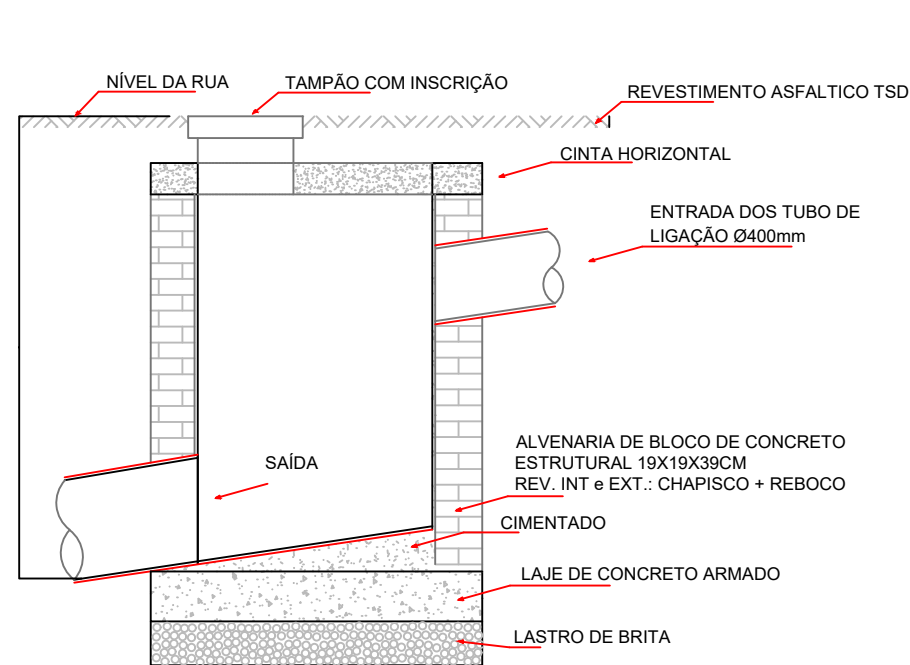 NÍVEL DA RUA
TAMPÃO COM INSCRIÇÃO
REVESTIMENTO ASFALTICO TSD
CINTA HORIZONTAL
ENTRADA DOS TUBO DE
LIGAÇÃO Ø400mm
ALVENARIA DE BLOCO DE CONCRETO
ESTRUTURAL 19X19X39CM
REV. INT e EXT.: CHAPISCO + REBOCO
SAÍDA
CIMENTADO
LAJE DE CONCRETO ARMADO
LASTRO DE BRITA